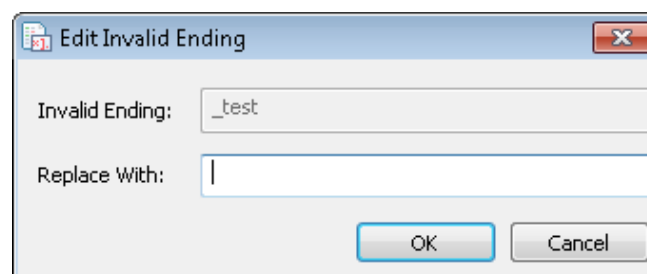 Edit Invalid Ending
Invalid Ending: _test
Replace With:
OK Cancel